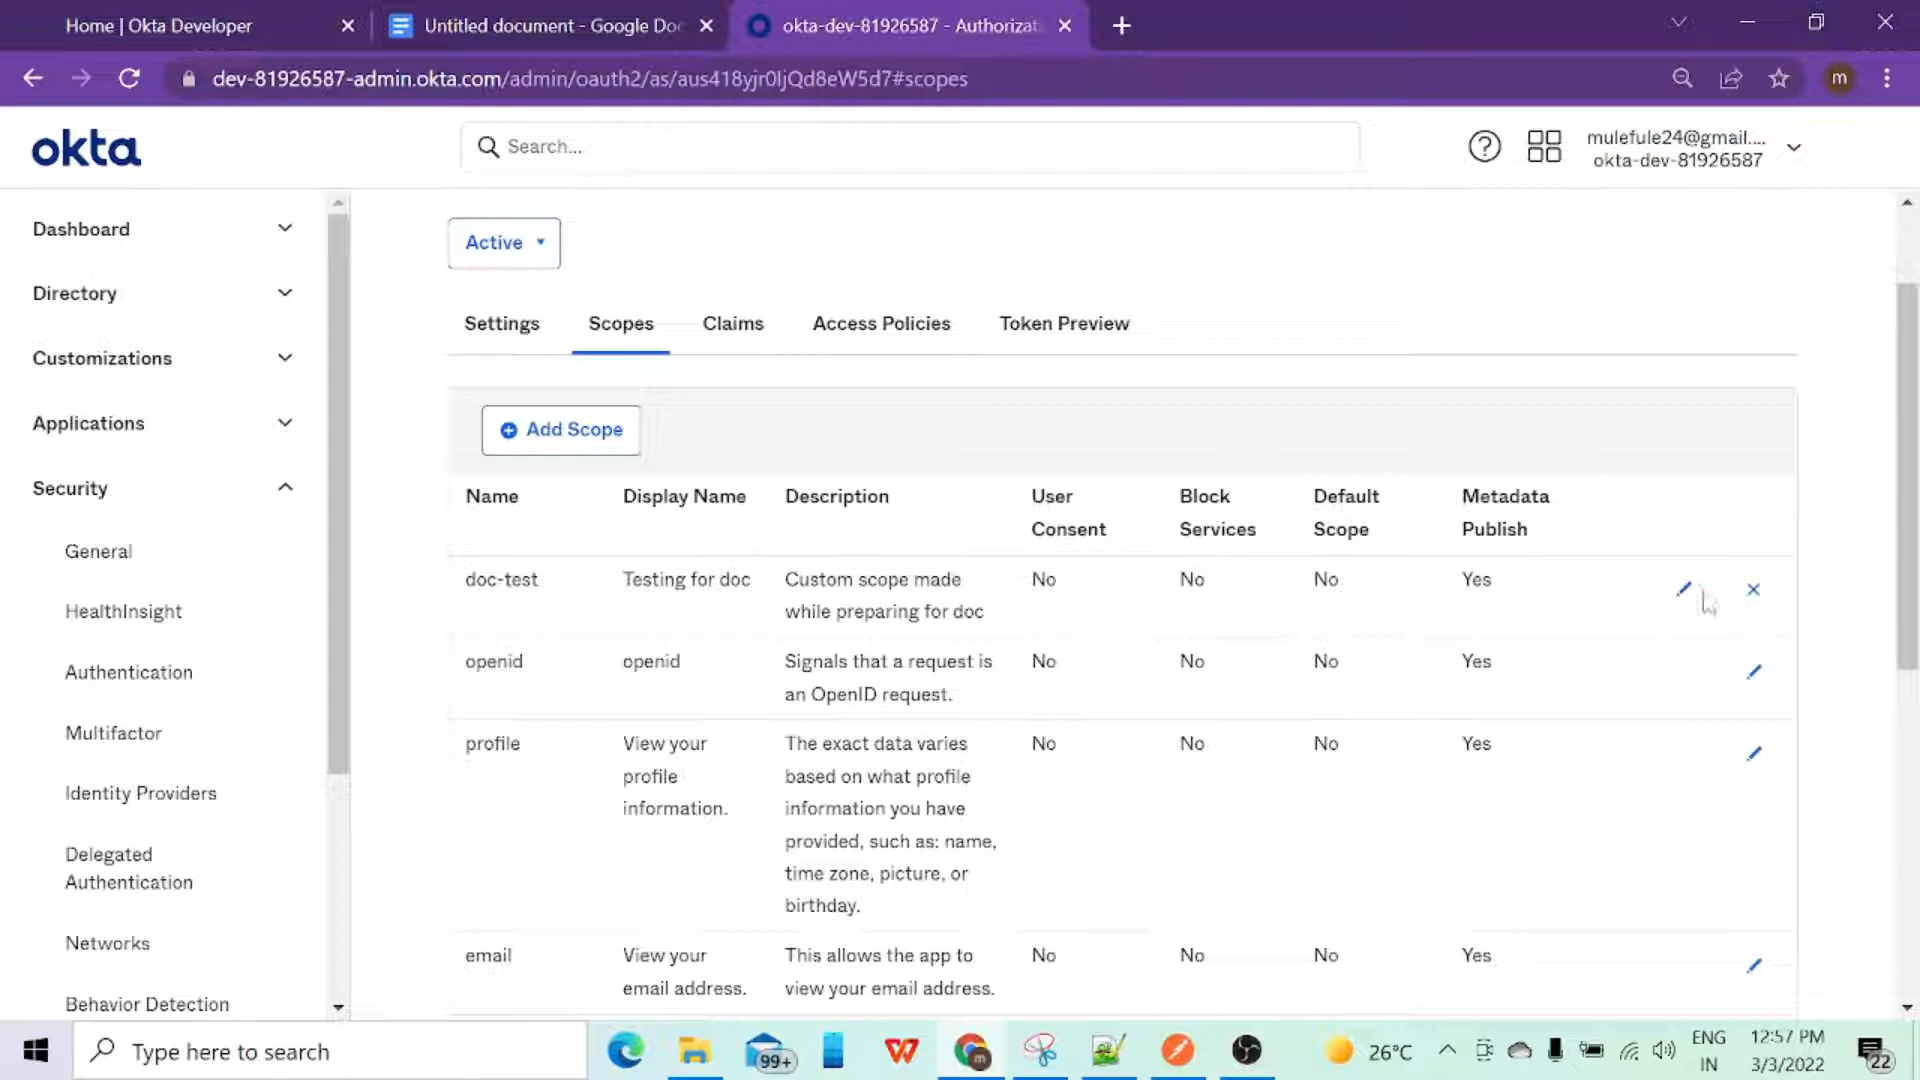 Home | Okta Developer
Untitled document - Google Doc
okta-dev-81926587 - Authorizat
dev-81926587-admin.okta.com/admin/oauth2/as/aus418yjr0IjQd8eW5d7#scopes
m
okta
Search...
mulefule24@gmail....
okta-dev-81926587
Dashboard
Directory
Customizations
Applications
Security
General
HealthInsight
Authentication
Multifactor
Identity Providers
Delegated
Authentication
Networks
Behavior Detection
Active
Settings Scopes Claims Access Policies Token Preview
Add Scope
Name Display Name Description User Consent Block Services Default Scope Metadata Publish
doc-test Testing for doc Custom scope made No No No Yes
while preparing for doc
openid openid Signals that a request is No No No Yes
an OpenID request.
profile View your The exact data varies No No No Yes
profile based on what profile
information. information you have
provided, such as: name,
time zone, picture, or
birthday.
email View your This allows the app to No No No Yes
email address. view your email address.
Type here to search
99+
m
26°C
ENG
IN
12:57 PM
3/3/2022
22